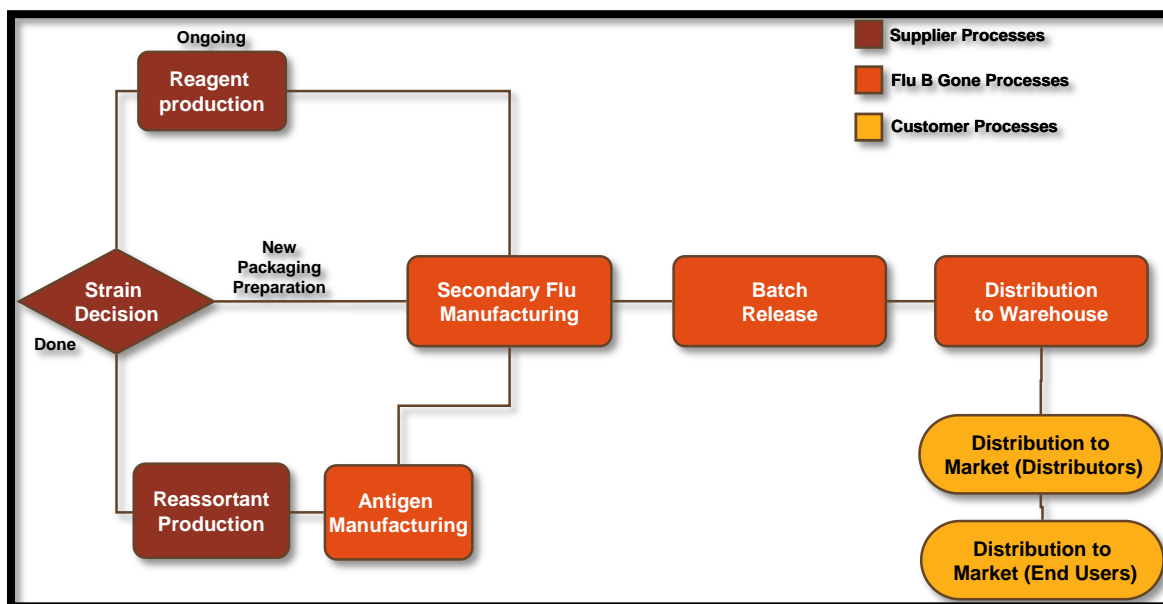 Ongoing
Reagent
production
Supplier Processes
Flu B Gone Processes
Customer Processes
New
Packaging
Preparation
Strain
Decision
Done
Secondary Flu
Manufacturing
Batch
Release
Distribution
to Warehouse
Distribution to
Market (Distributors)
Reassortant
Production
Antigen
Manufacturing
Distribution to
Market (End Users)